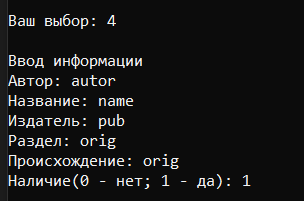 Ваш выбор: 4
Ввод информации
Автор: autor
Название: name
Издатель: pub
Раздел: orig
Происхождение: orig
Наличие(0 - нет; 1 - да): 1